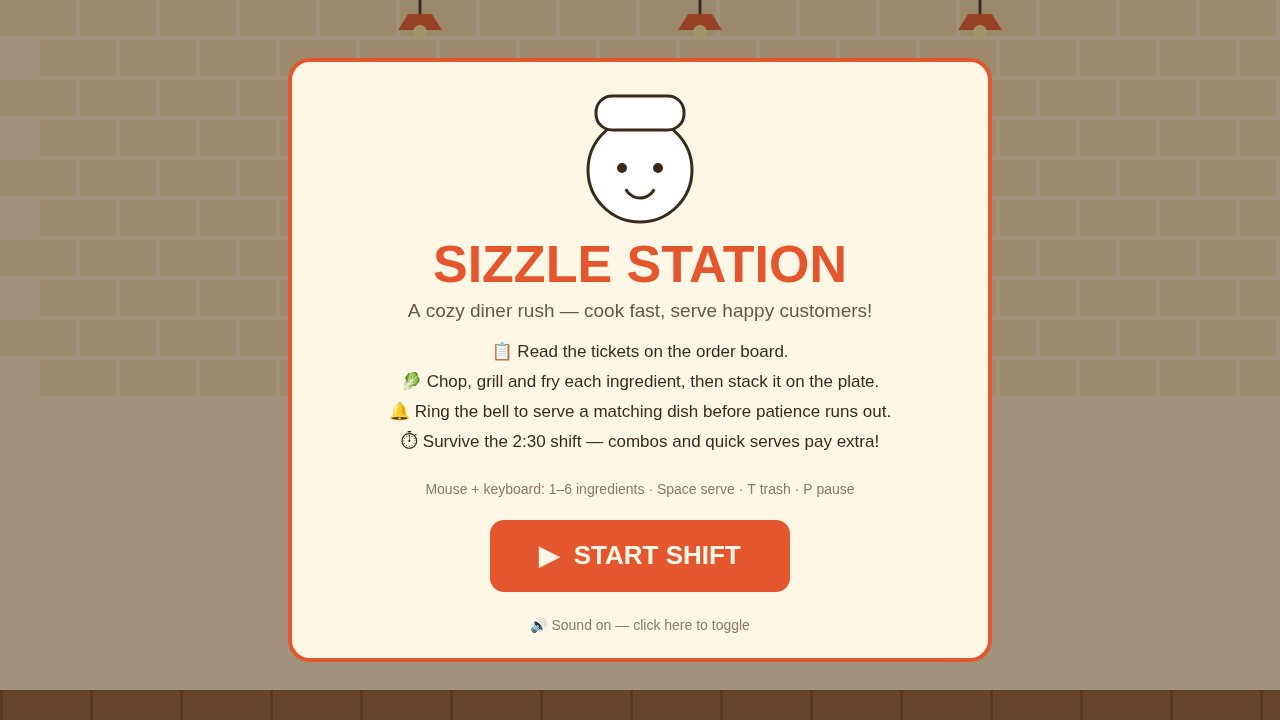 SIZZLE STATION
A cozy diner rush — cook fast, serve happy customers!
📋 Read the tickets on the order board.
🥬 Chop, grill and fry each ingredient, then stack it on the plate.
🔔 Ring the bell to serve a matching dish before patience runs out.
⏱ Survive the 2:30 shift — combos and quick serves pay extra!
Mouse + keyboard: 1–6 ingredients · Space serve · T trash · P pause
▶ START SHIFT
🔊 Sound on — click here to toggle